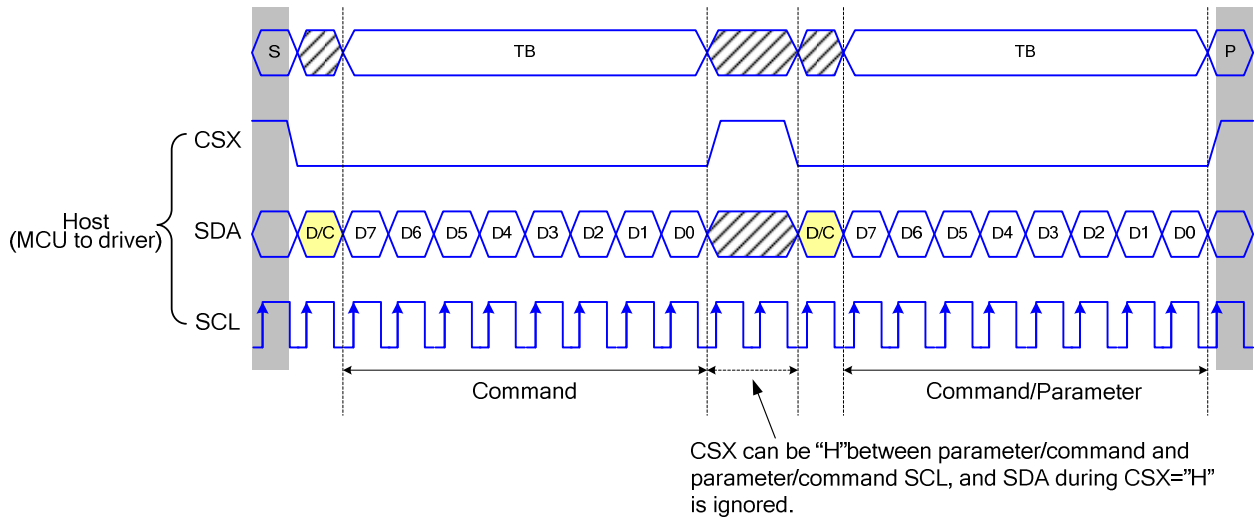 S TB TB P
CSX
Host
(MCU to driver)
SDA D/C D7 D6 D5 D4 D3 D2 D1 D0 D/C D7 D6 D5 D4 D3 D2 D1 D0
SCL
Command Command/Parameter
CSX can be “H”between parameter/command and
parameter/command SCL, and SDA during CSX=”H”
is ignored.